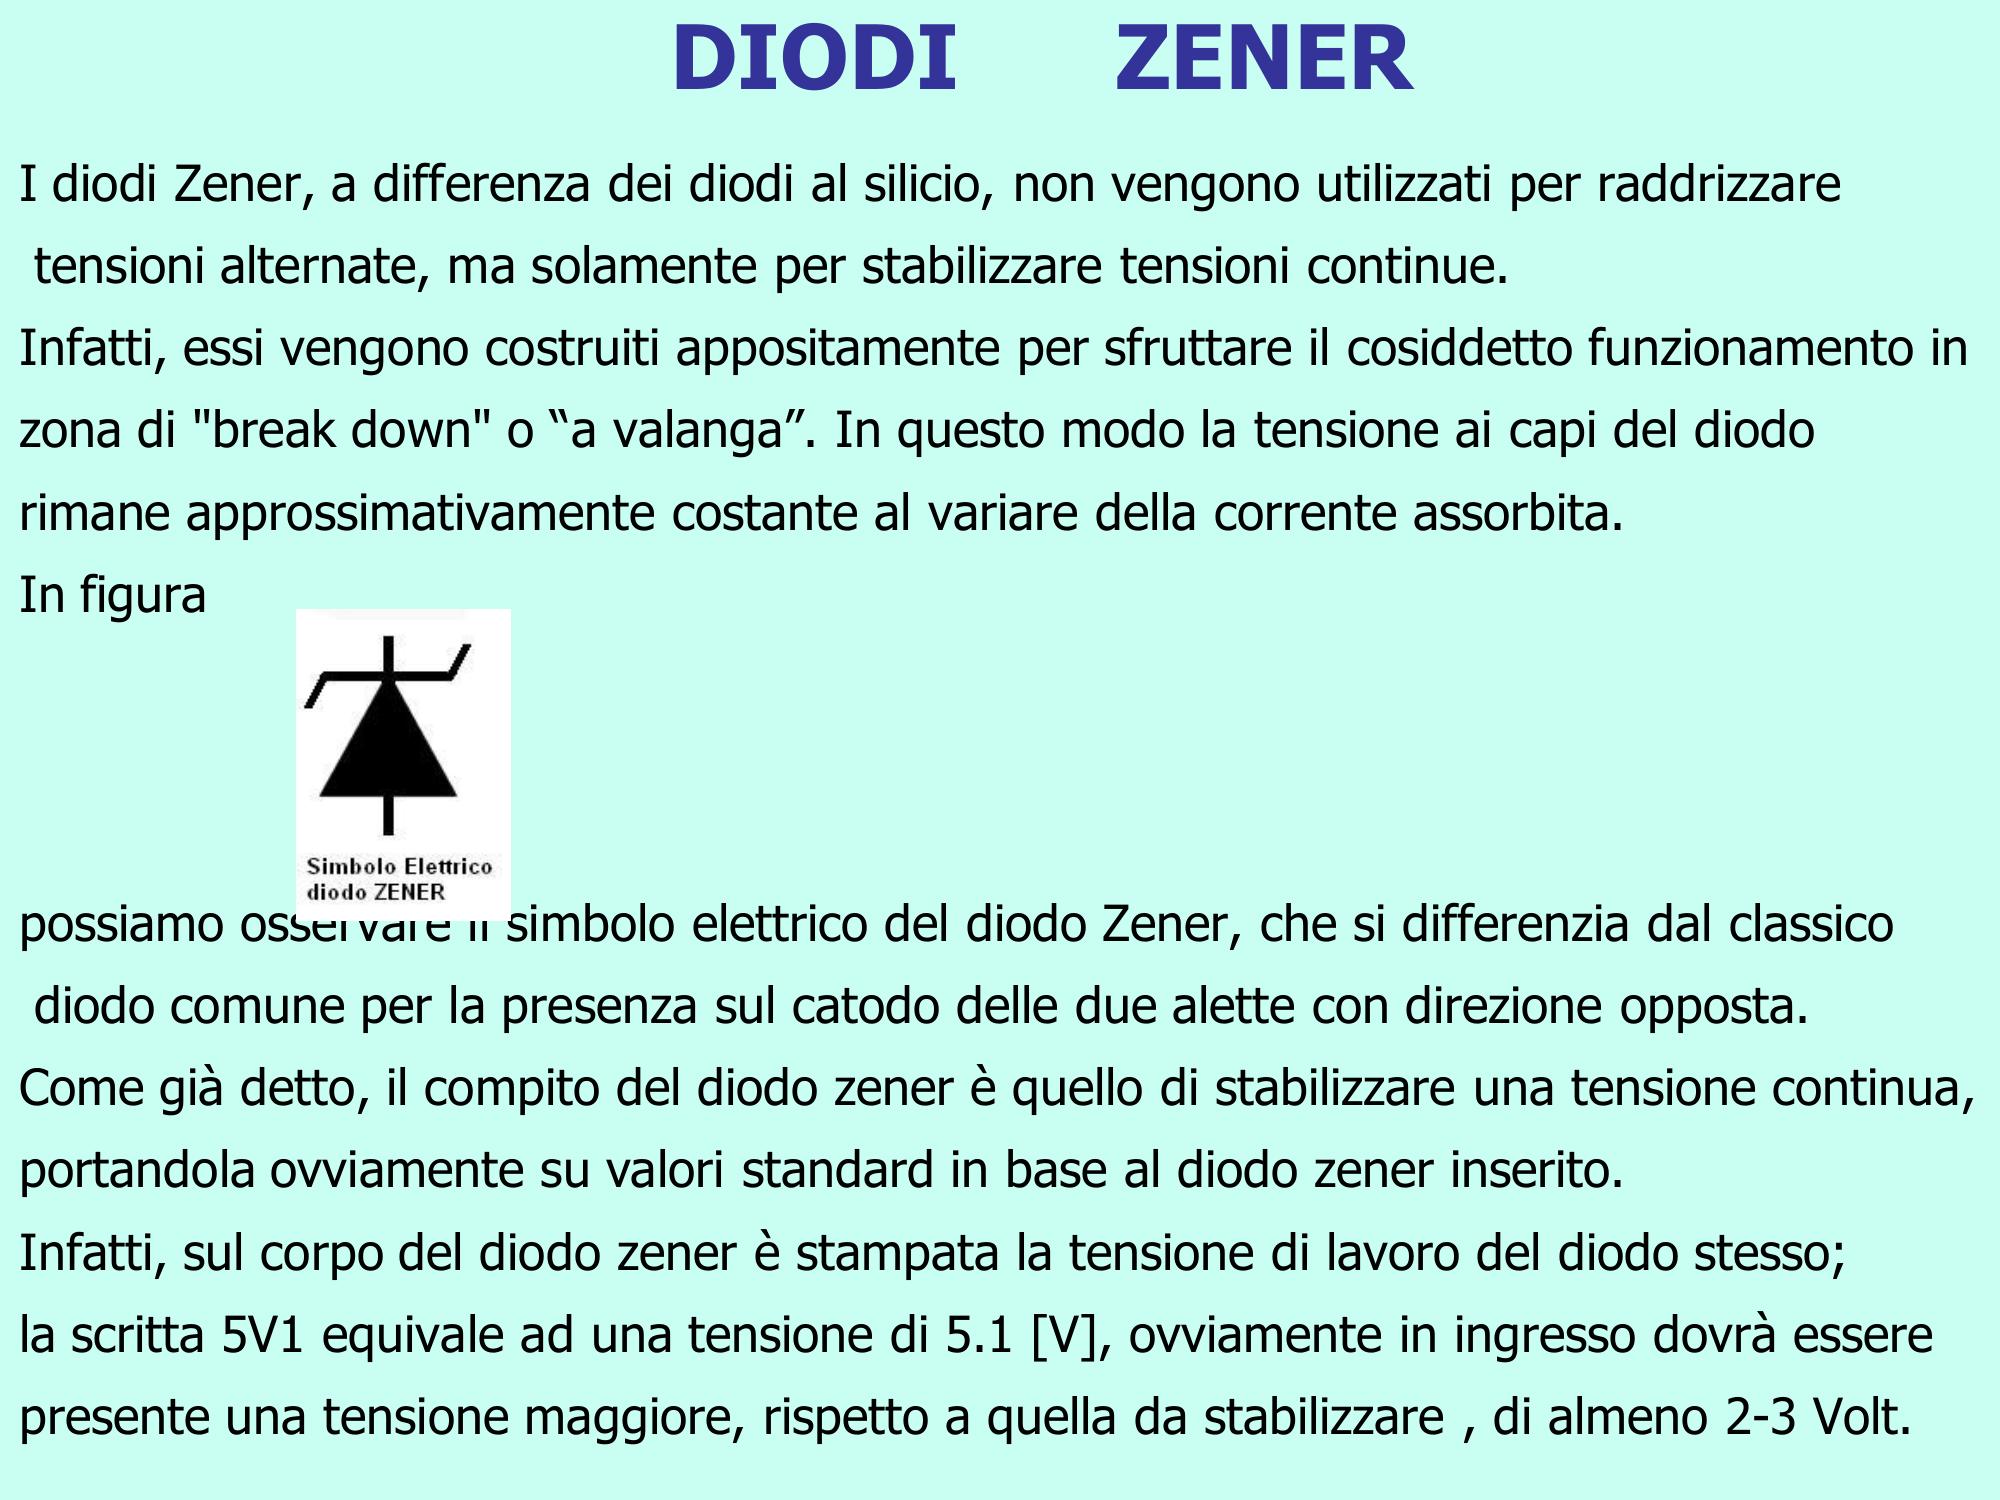 DIODI ZENER
I diodi Zener, a differenza dei diodi al silicio, non vengono utilizzati per raddrizzare
tensioni alternate, ma solamente per stabilizzare tensioni continue.
Infatti, essi vengono costruiti appositamente per sfruttare il cosiddetto funzionamento in
zona di "break down" o “a valanga”. In questo modo la tensione ai capi del diodo
rimane approssimativamente costante al variare della corrente assorbita.
In figura
Simbolo Elettrico
diodo ZENER
possiamo osservare il simbolo elettrico del diodo Zener, che si differenzia dal classico
diodo comune per la presenza sul catodo delle due alette con direzione opposta.
Come già detto, il compito del diodo zener è quello di stabilizzare una tensione continua,
portandola ovviamente su valori standard in base al diodo zener inserito.
Infatti, sul corpo del diodo zener è stampata la tensione di lavoro del diodo stesso;
la scritta 5V1 equivale ad una tensione di 5.1 [V], ovviamente in ingresso dovrà essere
presente una tensione maggiore, rispetto a quella da stabilizzare , di almeno 2-3 Volt.